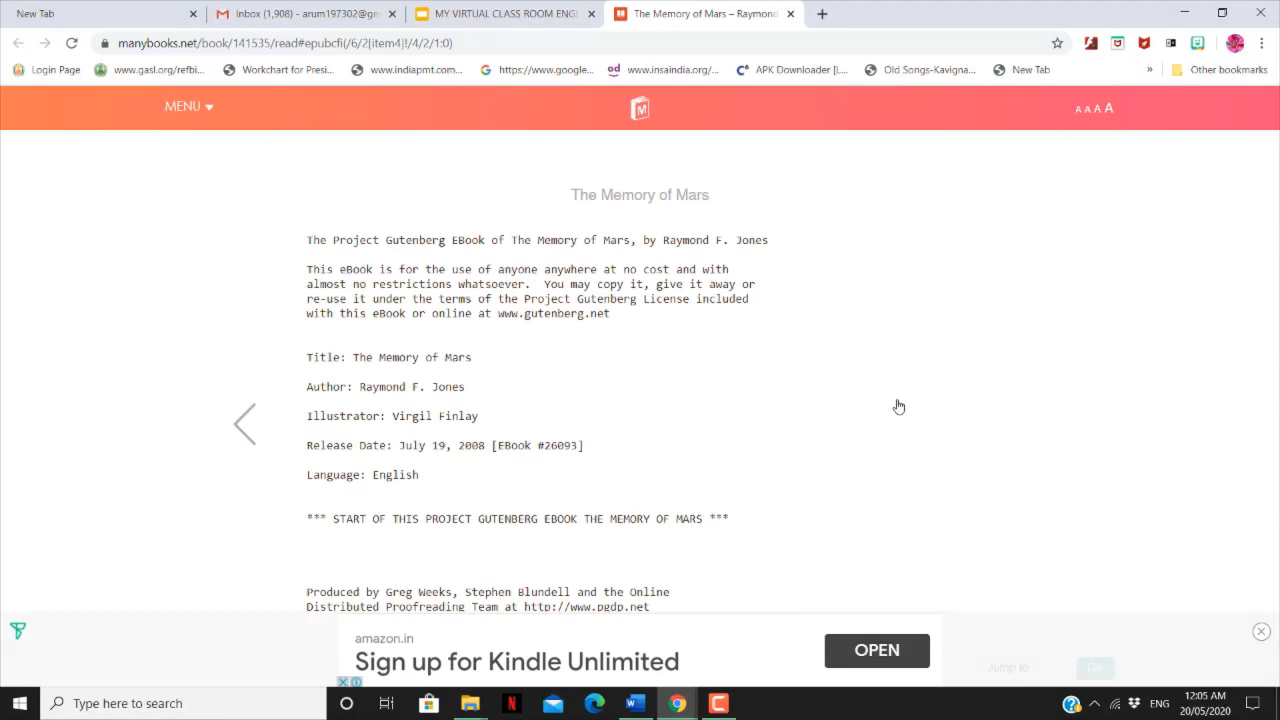 New Tab
Inbox (1,908) - arum197302@gm
MY VIRTUAL CLASS ROOM ENG
The Memory of Mars – Raymond
manybooks.net/book/141535/read#epubcfi(/6/2[item4]!/4/2/1:0)
Login Page
www.gasl.org/refbi...
Workchart for Presi...
www.indiapmt.com...
https://www.google...
www.insaindia.org/...
APK Downloader [L...
Old Songs-Kavigna...
New Tab
»
Other bookmarks
MENU
M
A A A A
The Memory of Mars
The Project Gutenberg EBook of The Memory of Mars, by Raymond F. Jones
This eBook is for the use of anyone anywhere at no cost and with
almost no restrictions whatsoever. You may copy it, give it away or
re-use it under the terms of the Project Gutenberg License included
with this eBook or online at www.gutenberg.net
Title: The Memory of Mars
Author: Raymond F. Jones
Illustrator: Virgil Finlay
Release Date: July 19, 2008 [EBook #26093]
Language: English
*** START OF THIS PROJECT GUTENBERG EBOOK THE MEMORY OF MARS ***
Produced by Greg Weeks, Stephen Blundell and the Online
Distributed Proofreading Team at http://www.pgdp.net
amazon.in
Sign up for Kindle Unlimited
OPEN
Jump to
Go
Type here to search
ENG
12:05 AM
20/05/2020